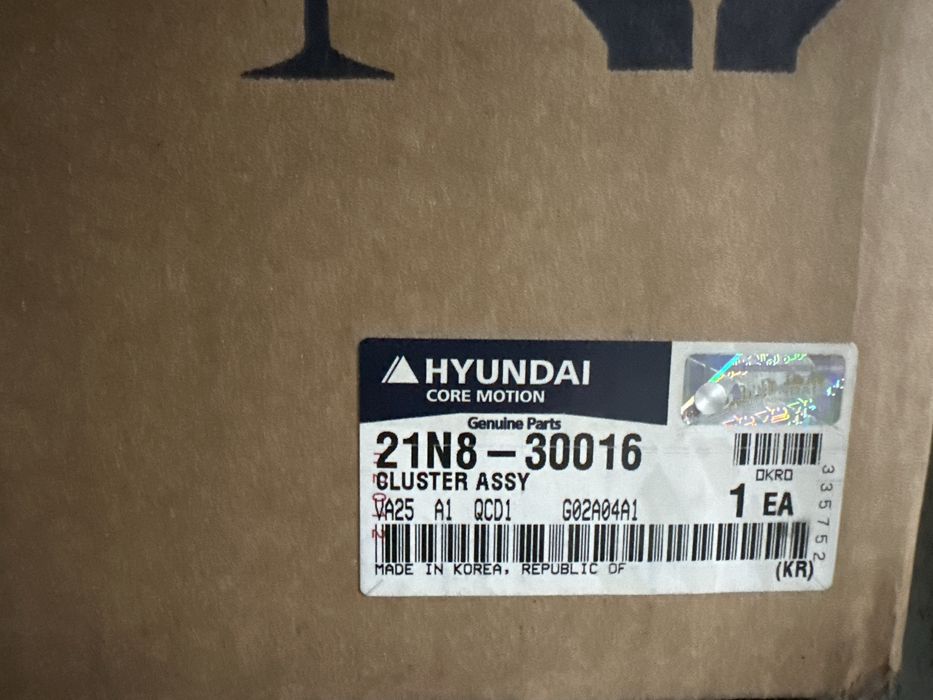 HYUNDAI
CORE MOTION
Genuine Parts
21N8-30016
CLUSTER ASSY
0KR0
1 EA
VA25 A1 QCD1 G02A04A1
MADE IN KOREA, REPUBLIC OF
(KR)
335752